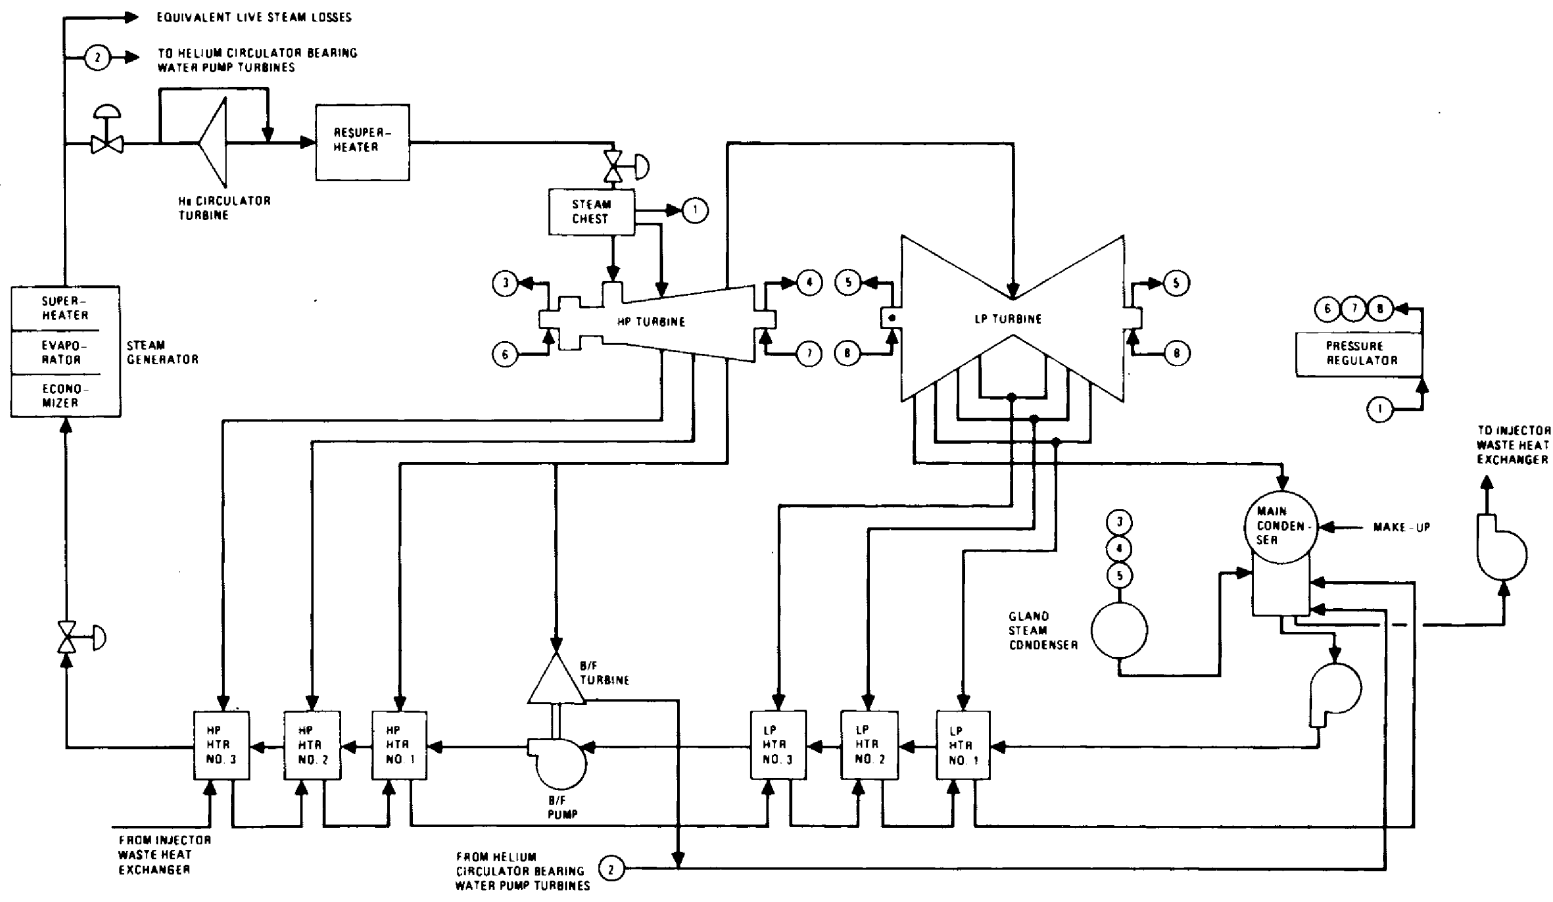 EQUIVALENT LIVE STEAM LOSSES
2
TO HELIUM CIRCULATOR BEARING
WATER PUMP TURBINES
He CIRCULATOR
TURBINE
RESUPER-
HEATER
STEAM
CHEST
1
3
4
5
5
6
7
8
8
HP TURBINE
LP TURBINE
6 7 8
PRESSURE
REGULATOR
1
SUPER-
HEATER
EVAPO-
RATOR
ECONO-
MIZER
STEAM
GENERATOR
TO INJECTOR
WASTE HEAT
EXCHANGER
MAIN
CONDEN-
SER
MAKE-UP
3
4
5
GLAND
STEAM
CONDENSER
B/F
TURBINE
HP
HTR
NO. 3
HP
HTR
NO. 2
HP
HTR
NO. 1
B/F
PUMP
LP
HTR
NO. 3
LP
HTR
NO. 2
LP
HTR
NO. 1
FROM INJECTOR
WASTE HEAT
EXCHANGER
FROM HELIUM
CIRCULATOR BEARING
WATER PUMP TURBINES
2